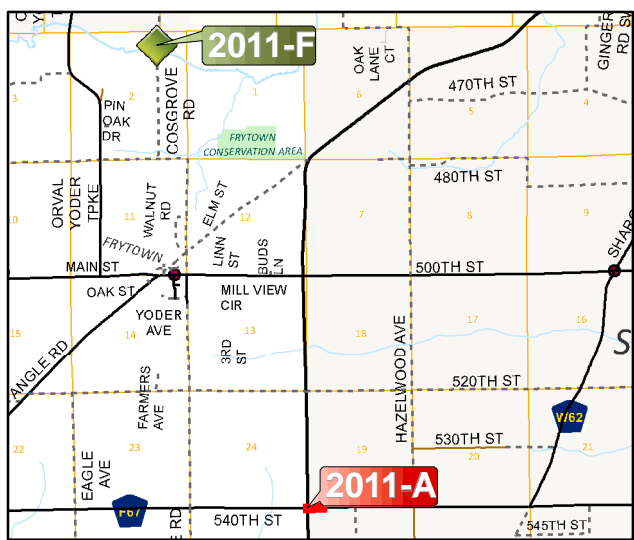 2011-F
GINGER
RD SW
OAK
LANE
CT
470TH ST
3
1
6
5
4
PIN
OAK
DR
COSGROVE
RD
FRYTOWN
CONSERVATION AREA
480TH ST
ORVAL
YODER
TPKE
10
11
WALNUT
RD
ELM ST
12
7
8
9
FRYTOWN
LINN
ST
BUDS
LN
MAIN ST
500TH ST
OAK ST
MILL VIEW
CIR
YODER
AVE
15
14
13
18
17
16
S
3RD
ST
ANGLE RD
HAZELWOOD AVE
520TH ST
FARMERS
AVE
W62
530TH ST
22
23
24
19
20
21
EAGLE
AVE
2011-A
F67
540TH ST
545TH ST